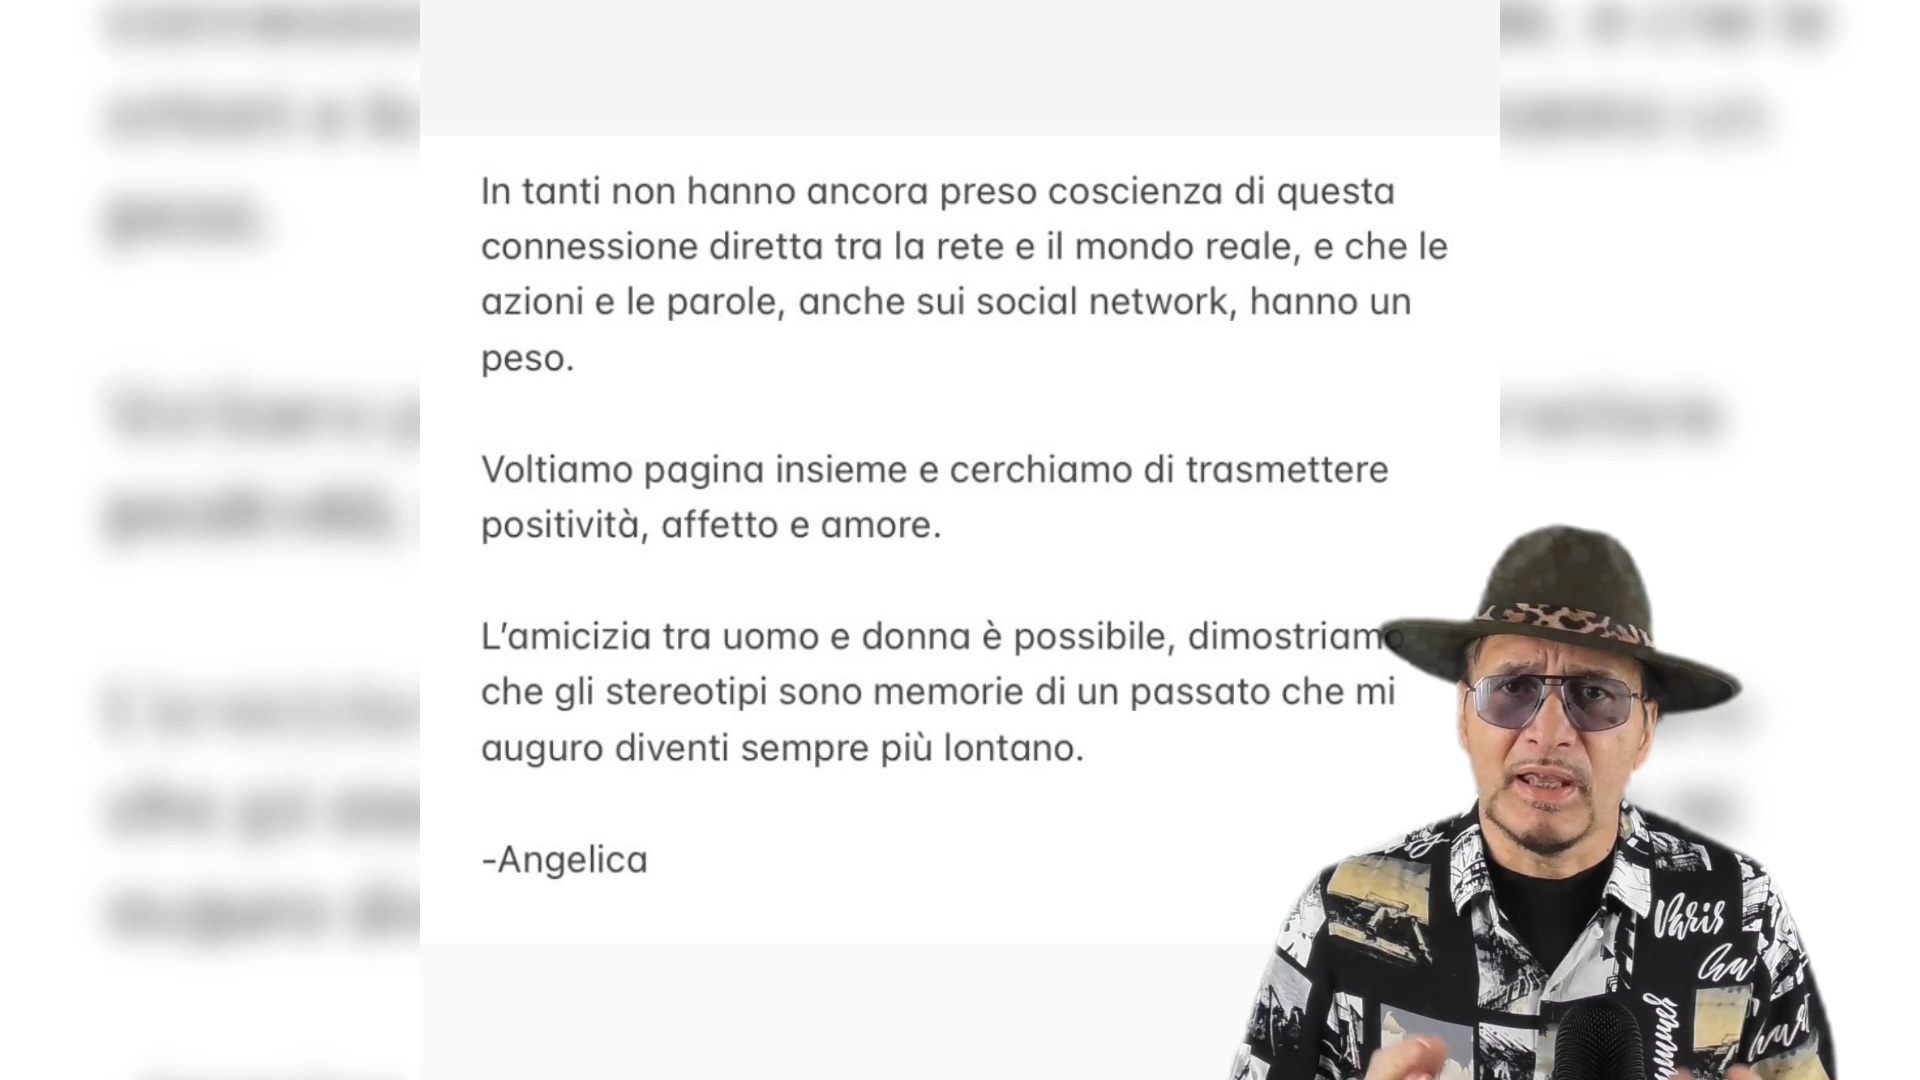 In tanti non hanno ancora preso coscienza di questa
connessione diretta tra la rete e il mondo reale, e che le
azioni e le parole, anche sui social network, hanno un
peso.
Voltiamo pagina insieme e cerchiamo di trasmettere
positività, affetto e amore.
L’amicizia tra uomo e donna è possibile, dimostriamo
che gli stereotipi sono memorie di un passato che mi
auguro diventi sempre più lontano.
-Angelica
Paris